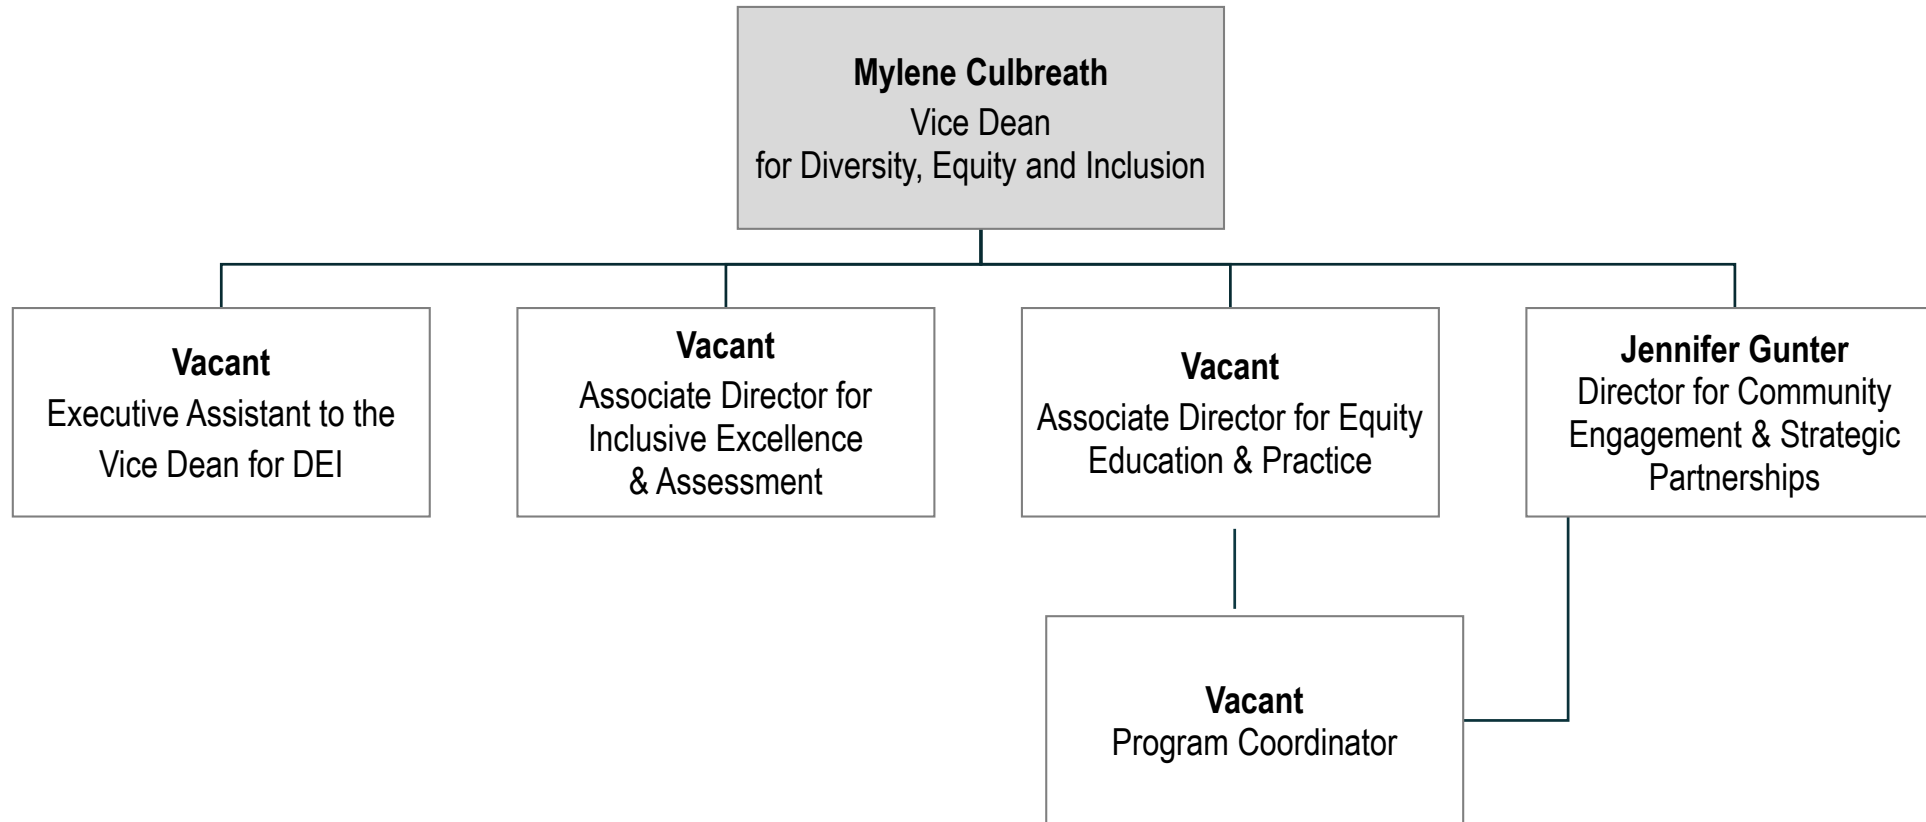 Mylene Culbreath
Vice Dean
for Diversity, Equity and Inclusion
Vacant
Executive Assistant to the
Vice Dean for DEI
Vacant
Associate Director for
Inclusive Excellence
& Assessment
Vacant
Associate Director for Equity
Education & Practice
Jennifer Gunter
Director for Community
Engagement & Strategic
Partnerships
Vacant
Program Coordinator